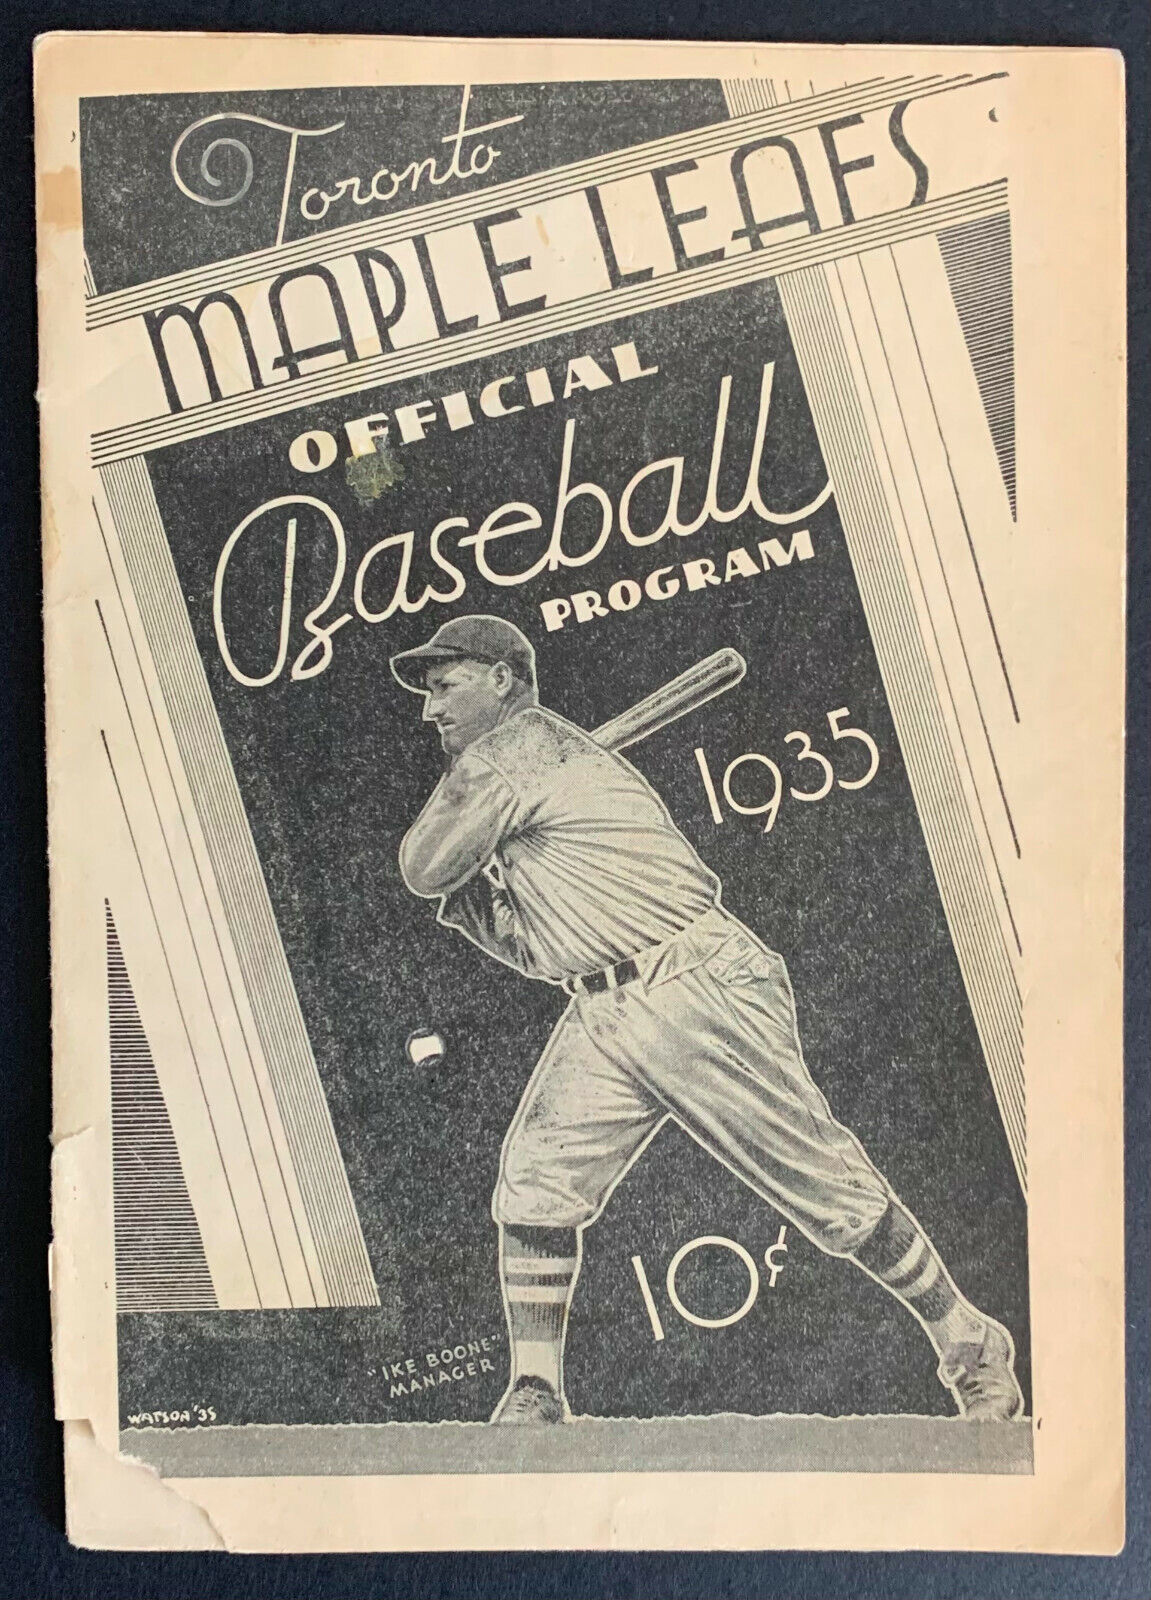 Toronto
MAPLE LEAFS
OFFICIAL
Baseball
PROGRAM
1935
10¢
"IKE BOONE"
MANAGER
WATSON '35